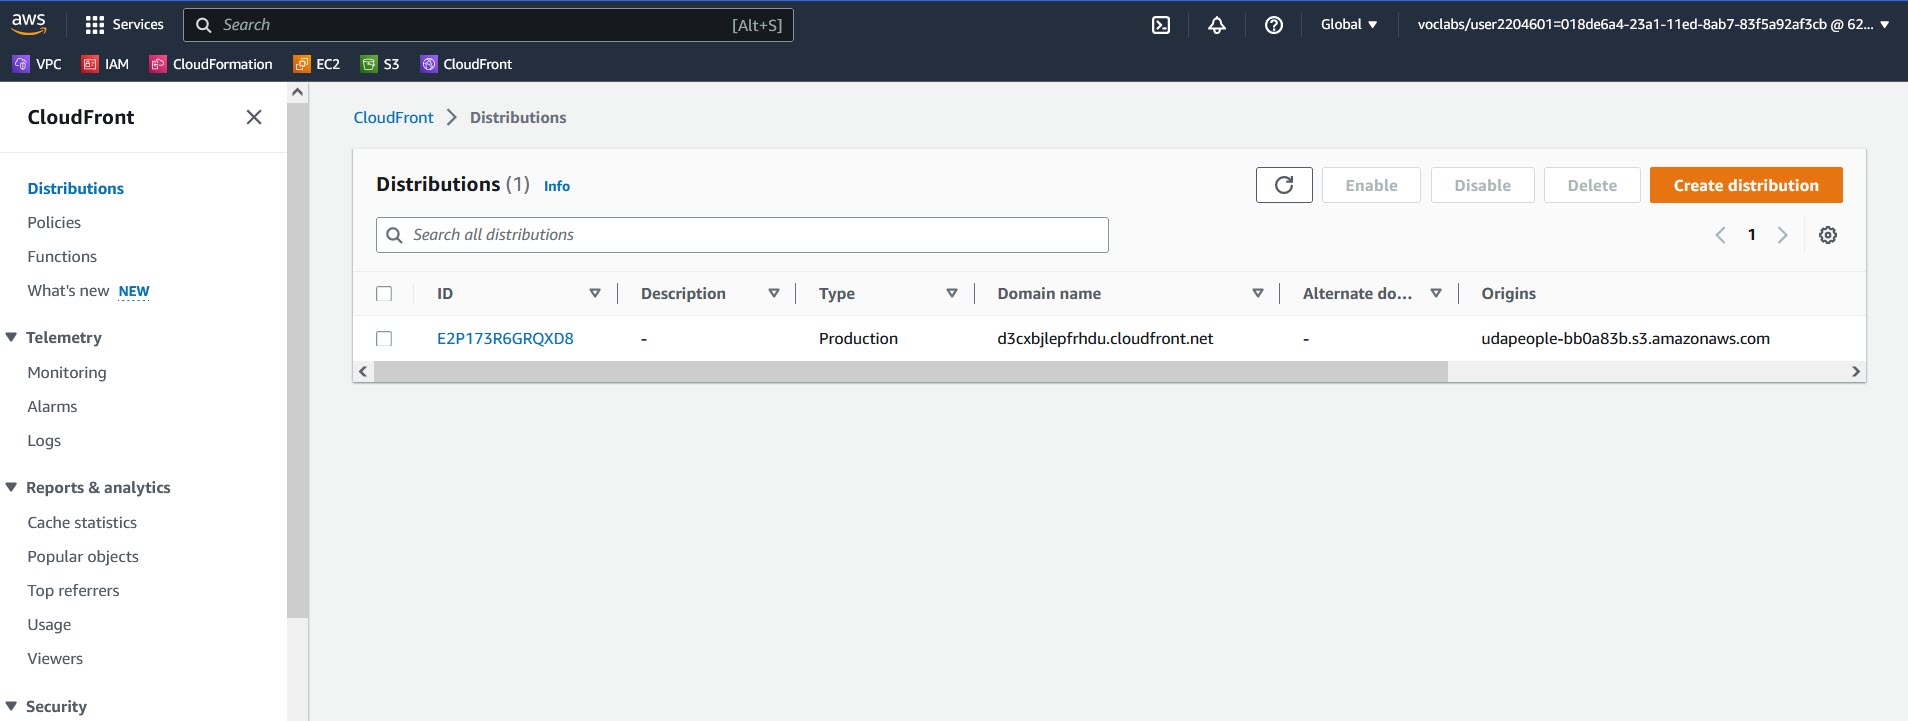 aws
Services
Search [Alt+S]
Global
voclabs/user2204601=018de6a4-23a1-11ed-8ab7-83f5a92af3cb @ 62...
VPC IAM CloudFormation EC2 S3 CloudFront
CloudFront
Distributions
Policies
Functions
What's new NEW
Telemetry
Monitoring
Alarms
Logs
Reports & analytics
Cache statistics
Popular objects
Top referrers
Usage
Viewers
Security
CloudFront > Distributions
Distributions (1) Info
Enable Disable Delete Create distribution
Search all distributions
1
ID Description Type Domain name Alternate do... Origins
E2P173R6GRQXD8 - Production d3cxbjlepfrhdu.cloudfront.net - udapeople-bb0a83b.s3.amazonaws.com